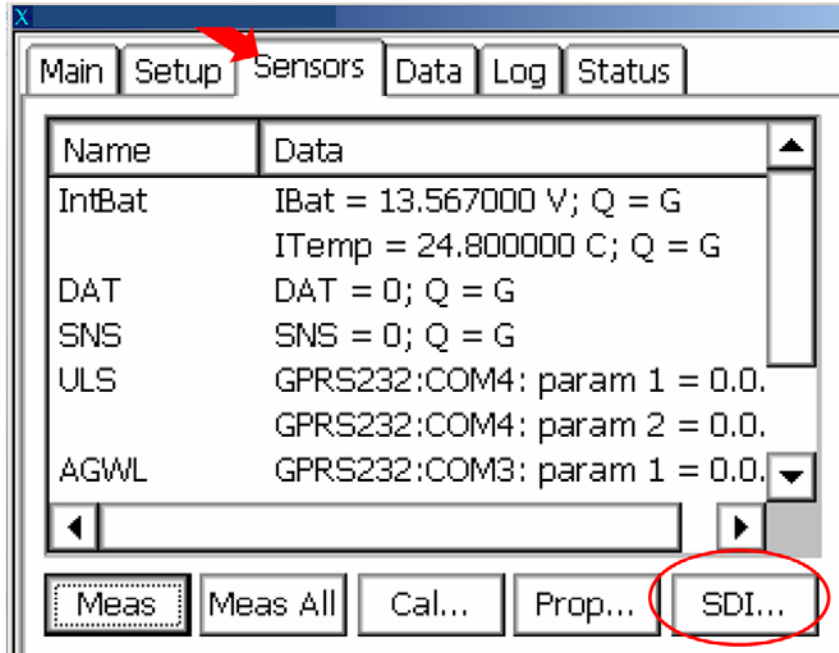 X
Main Setup Sensors Data Log Status
Name Data
IntBat IBat = 13.567000 V; Q = G
ITemp = 24.800000 C; Q = G
DAT DAT = 0; Q = G
SNS SNS = 0; Q = G
ULS GPRS232:COM4: param 1 = 0.0.
GPRS232:COM4: param 2 = 0.0.
AGWL GPRS232:COM3: param 1 = 0.0.
Meas Meas All Cal... Prop... SDI...